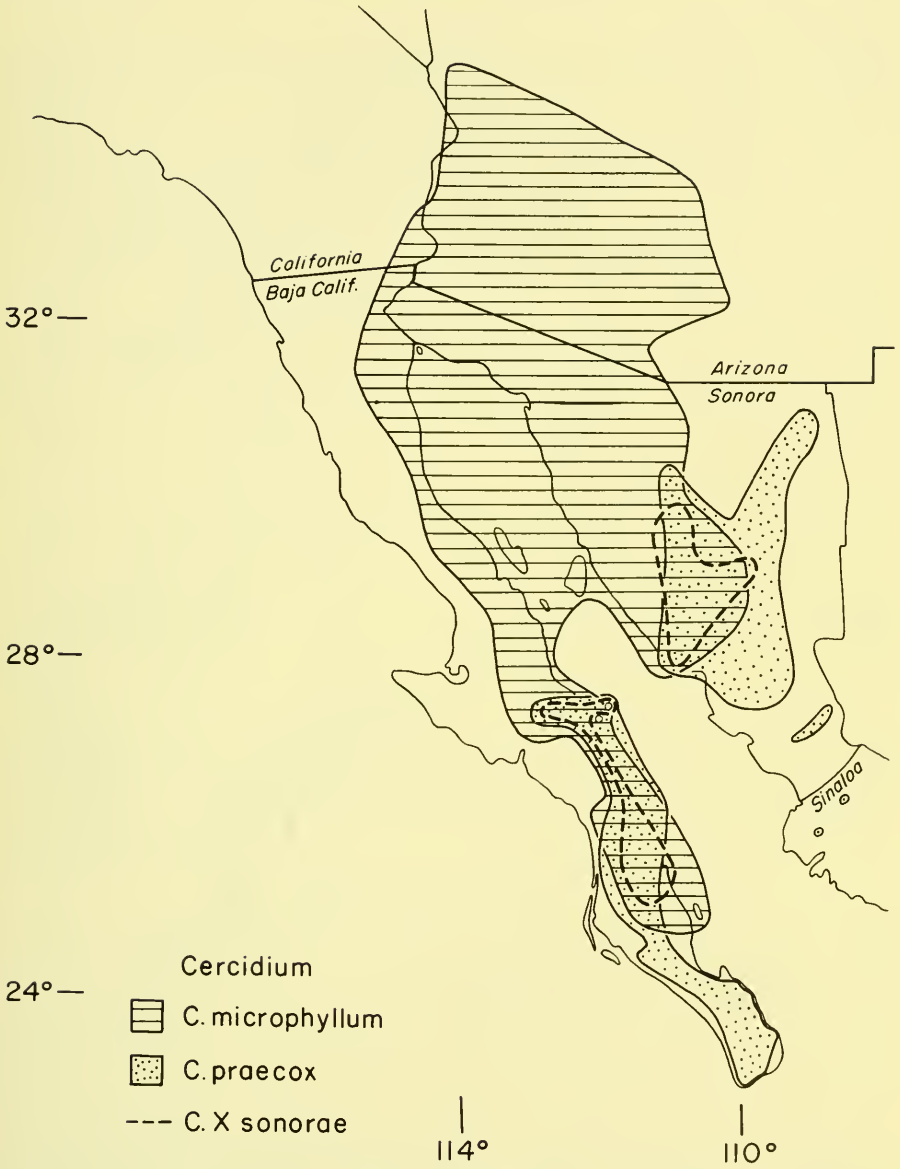 California
Baja Calif.
32°
Arizona
Sonora
28°
Sinaloa
24°
Cercidium
C. microphyllum
C. praecox
C. X sonorae
114°
110°